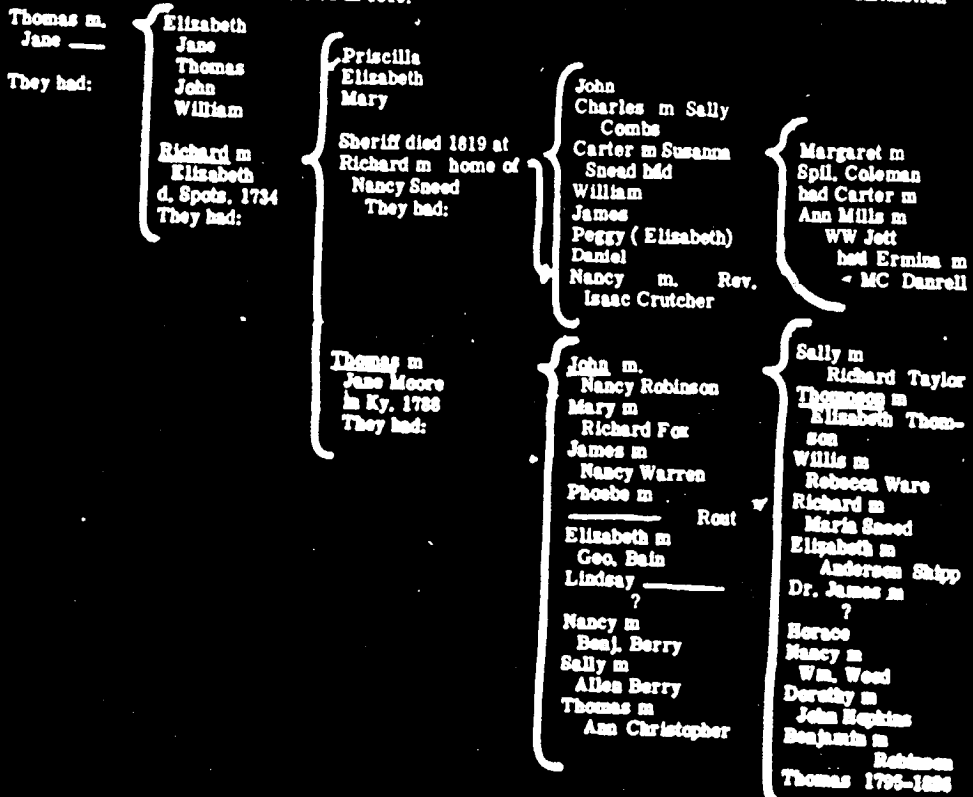 Thomas m.
Jane
They had:
Elizabeth
Jane
Thomas
John
William
Richard m
Elizabeth
d. Spots. 1734
They had:
Priscilla
Elizabeth
Mary
Sheriff died 1819 at
Richard m home of
Nancy Sneed
They had:
Thomas m
Jane Moore
in Ky. 1788
They had:
John
Charles m Sally
Combs
Carter m Susanna
Snead had
William
James
Peggy (Elizabeth)
Daniel
Nancy m. Rev.
Isaac Crutcher
John m.
Nancy Robinson
Mary m
Richard Fox
James m
Nancy Warren
Phoebe m
Rout
Elizabeth m
Geo. Bain
Lindsay
?
Nancy m
Benj. Berry
Sally m
Allen Berry
Thomas m
Ann Christopher
Margaret m
Spil. Coleman
had Carter m
Ann Mills m
WW Jett
had Ermina m
MC Danrell
Sally m
Richard Taylor
Thompson m
Elizabeth Thom-
son
Willis m
Rebecca Ware
Richard m
Maria Sneed
Elizabeth m
Anderson Shipp
Dr. James m
?
Horace
Nancy m
Wm. Wood
Dorothy m
John Hopkins
Benjamin m
Robinson
Thomas